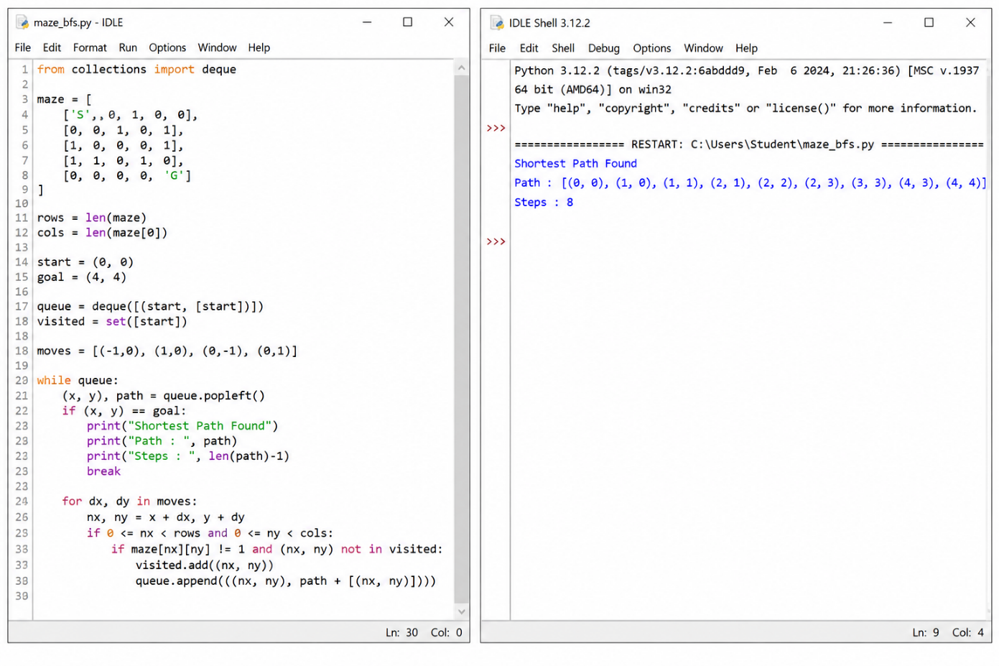 maze_bfs.py - IDLE
File Edit Format Run Options Window Help
1 from collections import deque
2
3 maze = [
4     ['S',, 0, 1, 0, 0],
5     [0, 0, 1, 0, 1],
6     [1, 0, 0, 0, 1],
7     [1, 1, 0, 1, 0],
8     [0, 0, 0, 0, 'G']
9 ]
10
11 rows = len(maze)
12 cols = len(maze[0])
13
14 start = (0, 0)
15 goal = (4, 4)
16
17 queue = deque([(start, [start])])
18 visited = set([start])
18
18 moves = [(-1,0), (1,0), (0,-1), (0,1)]
19
20 while queue:
21     (x, y), path = queue.popleft()
22     if (x, y) == goal:
23         print("Shortest Path Found")
23         print("Path : ", path)
23         print("Steps : ", len(path)-1)
23         break
23
24     for dx, dy in moves:
26         nx, ny = x + dx, y + dy
25         if 0 <= nx < rows and 0 <= ny < cols:
33             if maze[nx][ny] != 1 and (nx, ny) not in visited:
33                 visited.add((nx, ny))
38                 queue.append(((nx, ny), path + [(nx, ny)])))
39
Ln: 30 Col: 0
IDLE Shell 3.12.2
File Edit Shell Debug Options Window Help
Python 3.12.2 (tags/v3.12.2:6abddd9, Feb  6 2024, 21:26:36) [MSC v.1937
64 bit (AMD64)] on win32
Type "help", "copyright", "credits" or "license()" for more information.
>>>
================= RESTART: C:\Users\Student\maze_bfs.py ================
Shortest Path Found
Path : [(0, 0), (1, 0), (1, 1), (2, 1), (2, 2), (2, 3), (3, 3), (4, 3), (4, 4)]
Steps : 8
>>>
Ln: 9 Col: 4